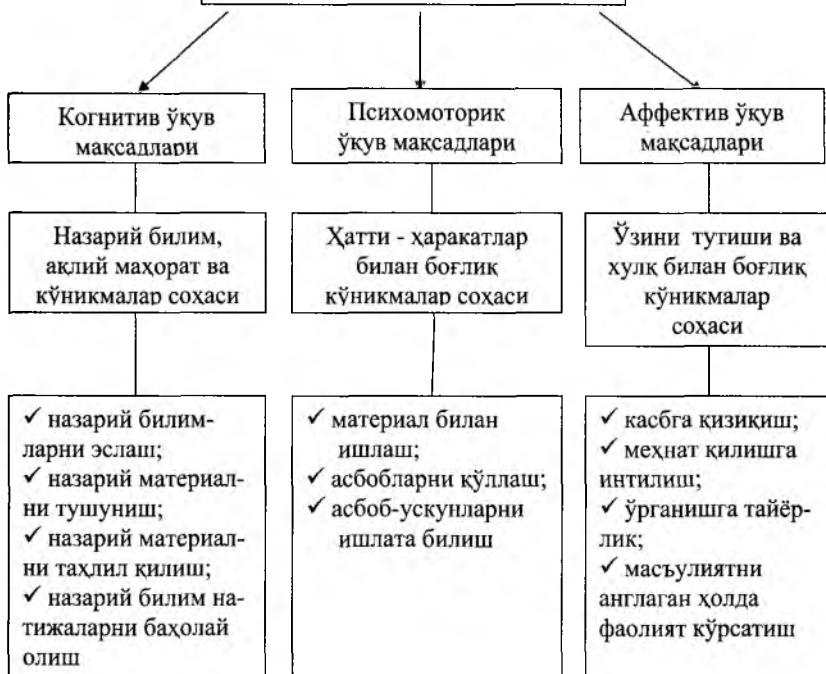 Когнитив ўқув
мақсадлари
Психомоторик
ўқув мақсадлари
Аффектив ўқув
мақсадлари
Назарий билим,
ақлий маҳорат ва
кўникмалар соҳаси
Ҳатти - ҳаракатлар
билан боғлиқ
кўникмалар соҳаси
Ўзини тутиши ва
хулқ билан боғлиқ
кўникмалар
соҳаси
✓ назарий билим-
ларни эслаш;
✓ назарий материал-
ни тушуниш;
✓ назарий материал-
ни таҳлил қилиш;
✓ назарий билим на-
тижаларни баҳолай
олиш
✓ материал билан
ишлаш;
✓ асбобларни қўллаш;
✓ асбоб-ускунларни
ишлата билиш
✓ касбга қизиқиш;
✓ меҳнат қилишга
интилиш;
✓ ўрганишга тайёр-
лик;
✓ масъулиятни
англаган ҳолда
фаолият кўрсатиш